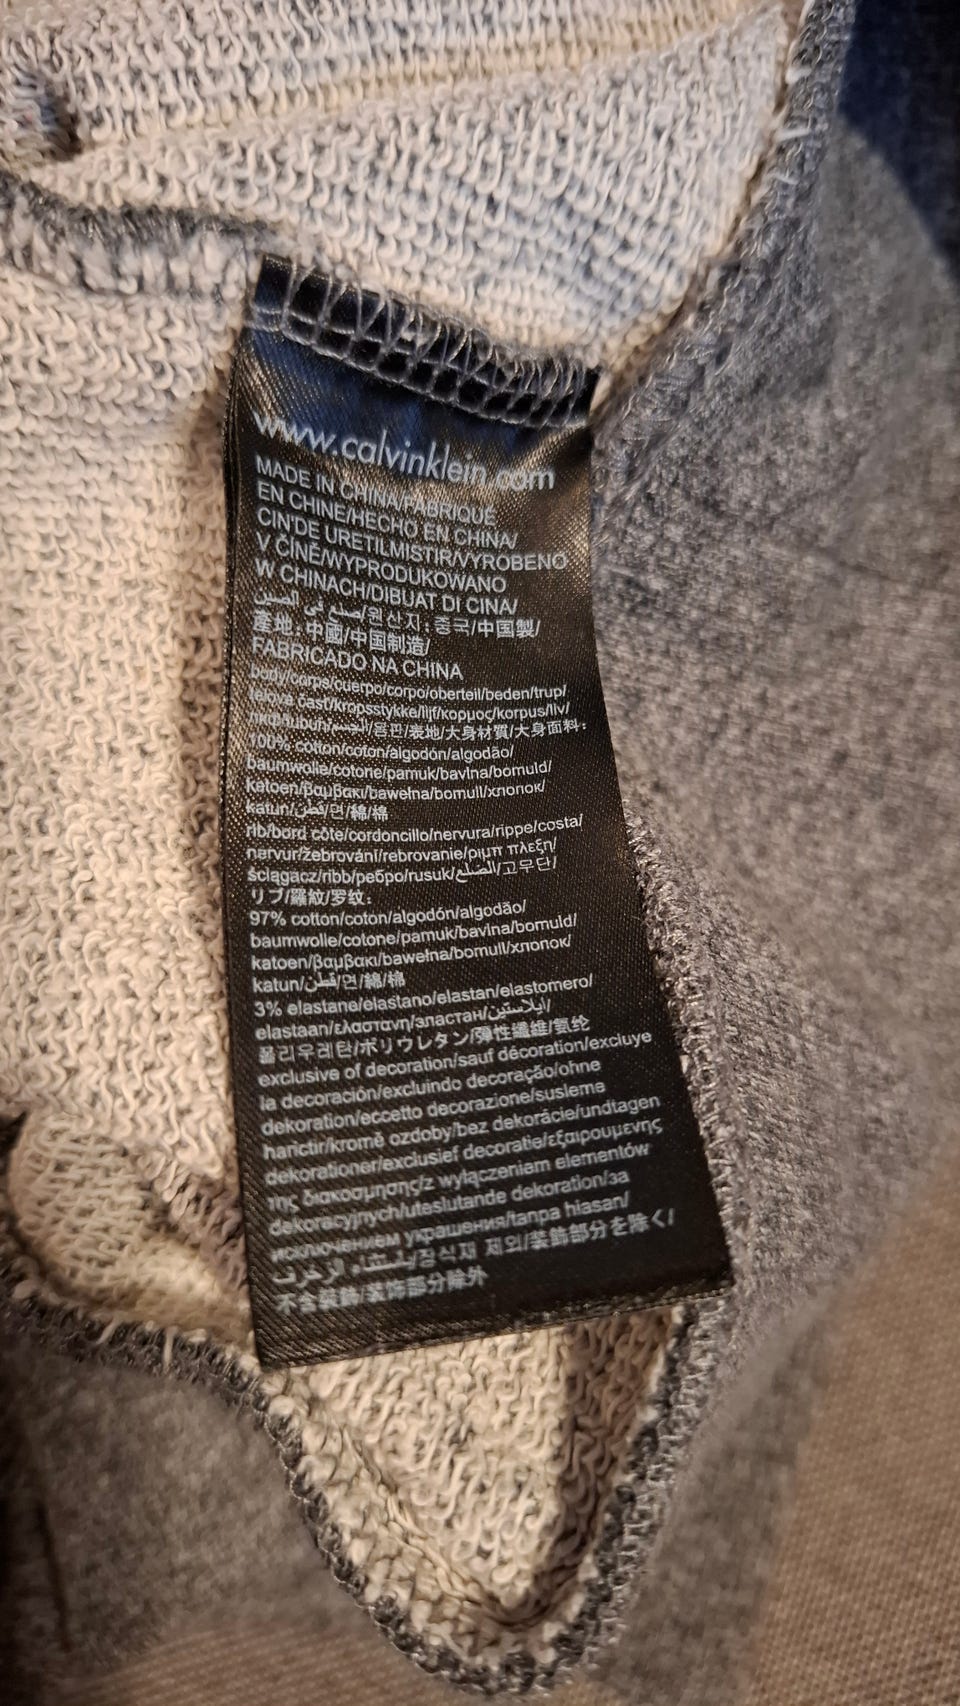 www.calvinklein.com
MADE IN CHINA/FABRIQUÉ
EN CHINE/HECHO EN CHINA/
CIN'DE URETILMISTIR/VYROBENO
V ČÍNĚ/WYPRODUKOWANO
W CHINACH/DIBUAT DI CINA/
صنع في الصين/원산지: 중국/中国製/
產地: 中國/中国制造/
FABRICADO NA CHINA
body/corps/cuerpo/corpo/oberteil/beden/trup/
telová časť/kropsstykke/lijf/κορμος/korpus/liv/
/몸판/表地/大身材質/大身面料:
100% cotton/coton/algodón/algodão/
baumwolle/cotone/pamuk/bavlna/bomuld/
katoen/βαμβακι/bawełna/bomull/хлопок/
katun/قطن/면/綿/棉
rib/bord côte/cordoncillo/nervura/rippe/costa/
nervur/žebrování/rebrovanie/ριμπ πλεξη/
ściągacz/ribb/ребро/rusuk/الضلع/고무단/
リブ/羅紋/罗纹:
97% cotton/coton/algodón/algodão/
baumwolle/cotone/pamuk/bavlna/bomuld/
katoen/βαμβακι/bawełna/bomull/хлопок/
katun/قطن/면/綿/棉
3% elastane/elastano/elastan/elastomero/
elastaan/ελαστανη/эластан/ايلاستين/
폴리우레탄/ポリウレタン/彈性纖維/氨纶
exclusive of decoration/sauf décoration/excluye
la decoración/excluindo decoração/ohne
dekoration/eccetto decorazione/susleme
harictir/kromě ozdoby/bez dekorácie/undtagen
dekorationer/exclusief decoratie/εξαιρουμενης
της διακοσμησης/z wyłączeniem elementów
dekoracyjnych/uteslutande dekoration/за
исключением украшения/tanpa hiasan/
باستثناء الزخرف/장식재 제외/装飾部分を除く/
不含裝飾/装饰部分除外